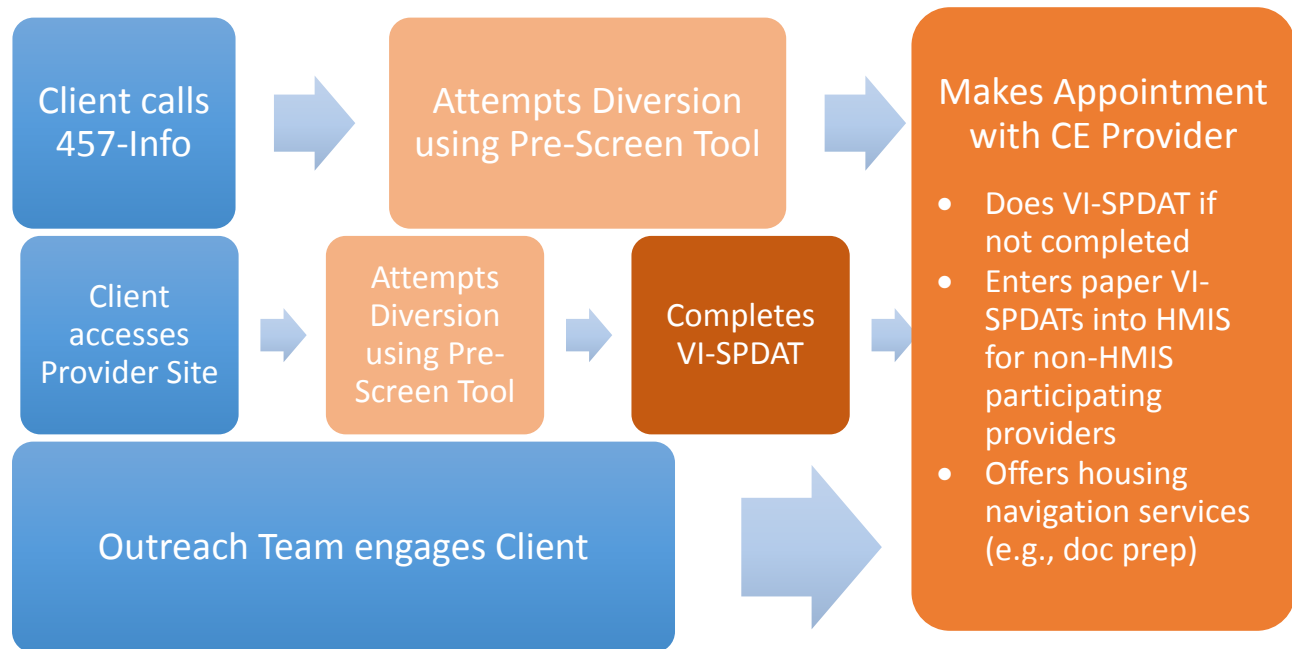 Client calls
457-Info
Attempts Diversion
using Pre-Screen Tool
Client
accesses
Provider Site
Attempts
Diversion
using Pre-
Screen Tool
Completes
VI-SPDAT
Outreach Team engages Client
Makes Appointment
with CE Provider
• Does VI-SPDAT if
not completed
• Enters paper VI-
SPDATs into HMIS
for non-HMIS
participating
providers
• Offers housing
navigation services
(e.g., doc prep)